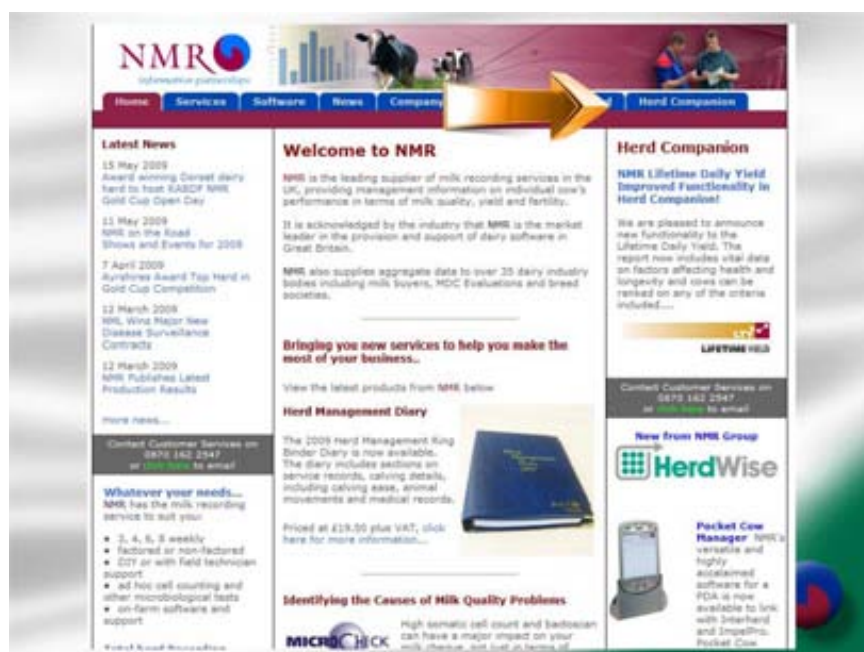 NMR
information partnerships
Home
Services
Software
News
Company
Herd Companion
Latest News
15 May 2009
Award winning Dorset dairy
herd to host RABDF NMR
Gold Cup Open Day
11 May 2009
NMR on the Road
Shows and Events for 2009
7 April 2009
Ayrshires Award Top Herd in
Gold Cup Competition
12 March 2009
NML Wins Major New
Disease Surveillance
Contracts
12 March 2009
NMR Publishes Latest
Production Results
more news...
Contact Customer Services on
0870 162 2547
or click here to email
Whatever your needs...
NMR has the milk recording
service to suit you:
• 3, 4, 6, 8 weekly
• factored or non-factored
• DIY or with field technician
support
• ad hoc cell counting and
other microbiological tests
• on-farm software and
support
Total herd Recording
Welcome to NMR
NMR is the leading supplier of milk recording services in the
UK, providing management information on individual cow's
performance in terms of milk quality, yield and fertility.
It is acknowledged by the industry that NMR is the market
leader in the provision and support of dairy software in
Great Britain.
NMR also supplies aggregate data to over 35 dairy industry
bodies including milk buyers, MDC Evaluations and breed
societies.
Bringing you new services to help you make the
most of your business..
View the latest products from NMR below
Herd Management Diary
The 2009 Herd Management Ring
Binder Diary is now available.
The diary includes sections on
service records, calving details,
including calving ease, animal
movements and medical records.
Priced at £19.00 plus VAT, click
here for more information...
Identifying the Causes of Milk Quality Problems
MICROCHECK
High somatic cell count and bactoscan
can have a major impact on your
milk cheque, not just in terms of
Herd Companion
NMR Lifetime Daily Yield
Improved Functionality in
Herd Companion!
We are pleased to announce
new functionality to the
Lifetime Daily Yield. The
report now includes vital data
on factors affecting health and
longevity and cows can be
ranked on any of the criteria
included....
LIFETIME YIELD
Contact Customer Services on
0870 162 2547
or click here to email
New from NMR Group
HerdWise
Pocket Cow
Manager NMR's
versatile and
highly
acclaimed
software for a
PDA is now
available to link
with Interherd
and ImpelPro.
Pocket Cow